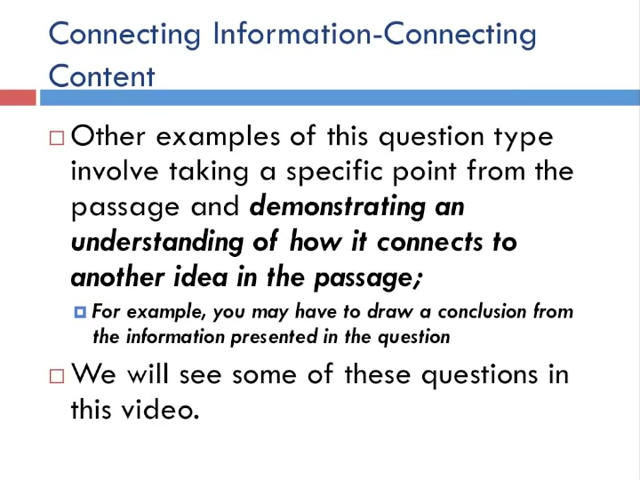 Connecting Information-Connecting
Content
Other examples of this question type
involve taking a specific point from the
passage and demonstrating an
understanding of how it connects to
another idea in the passage;
For example, you may have to draw a conclusion from
the information presented in the question
We will see some of these questions in
this video.